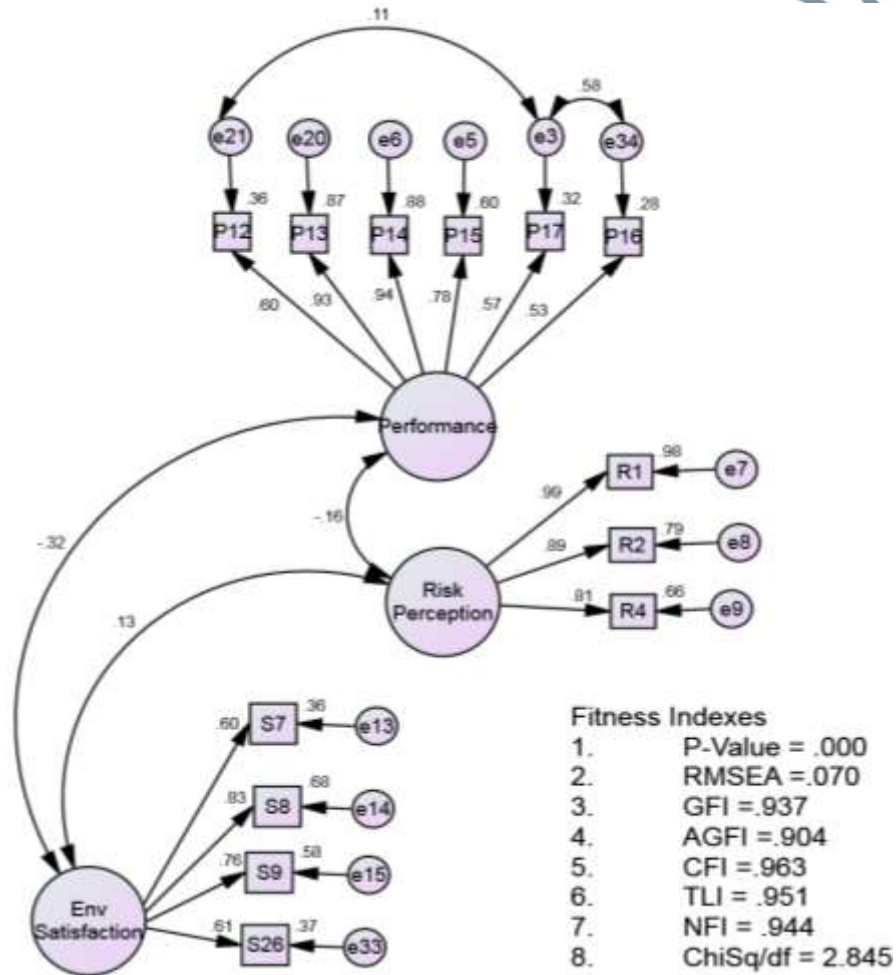 .11
.58
e21 e20 e6 e5 e3 e34
.36 .87 .88 .60 .32 .28
P12 P13 P14 P15 P17 P16
.60 .93 .94 .78 .57 .53
Performance
-.32
-.16
.13
.98
R1 e7
.99
.79
R2 e8
.89
Risk
Perception
.66
R4 e9
.81
.36
S7 e13
.60
.68
S8 e14
.83
.58
S9 e15
.76
.37
S26 e33
.61
Env
Satisfaction
Fitness Indexes
1. P-Value = .000
2. RMSEA =.070
3. GFI =.937
4. AGFI =.904
5. CFI =.963
6. TLI = .951
7. NFI = .944
8. ChiSq/df = 2.845